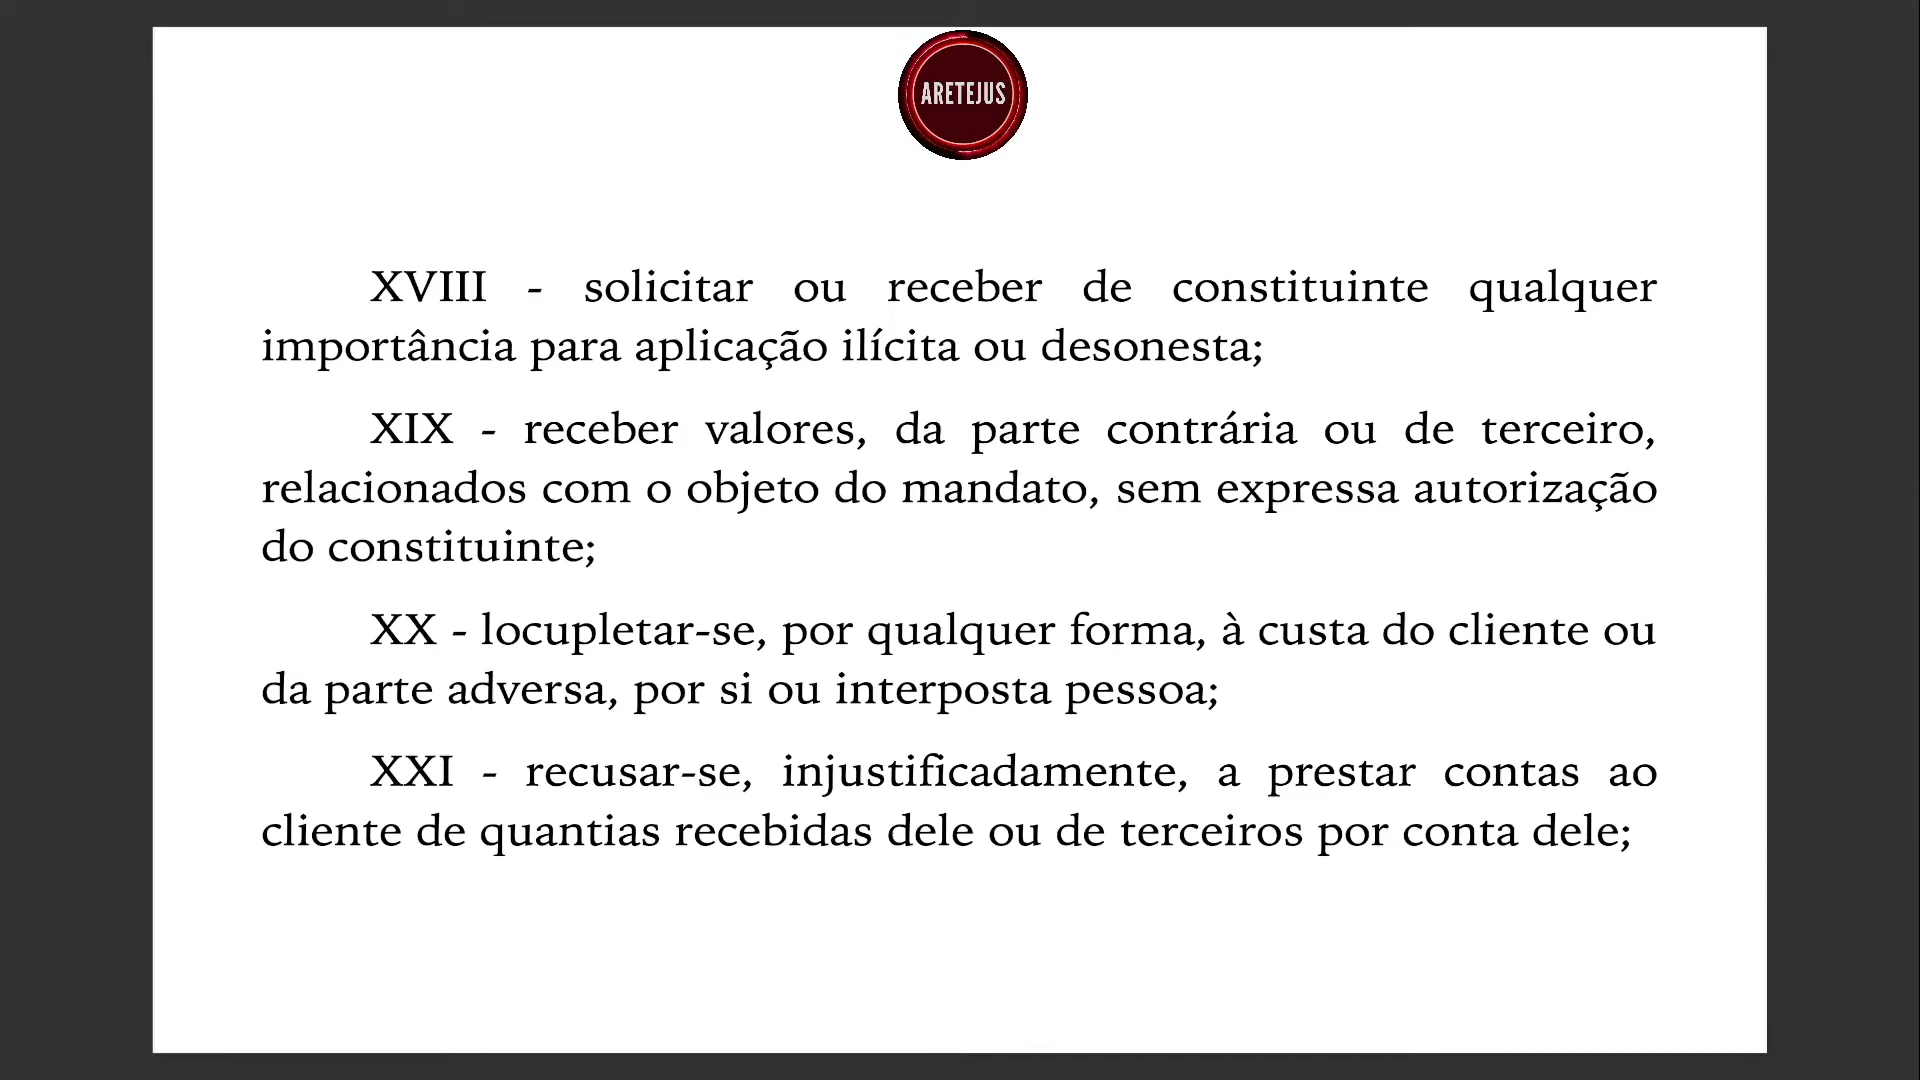 ARETEJUS
XVIII - solicitar ou receber de constituinte qualquer
importância para aplicação ilícita ou desonesta;
XIX - receber valores, da parte contrária ou de terceiro,
relacionados com o objeto do mandato, sem expressa autorização
do constituinte;
XX - locupletar-se, por qualquer forma, à custa do cliente ou
da parte adversa, por si ou interposta pessoa;
XXI - recusar-se, injustificadamente, a prestar contas ao
cliente de quantias recebidas dele ou de terceiros por conta dele;